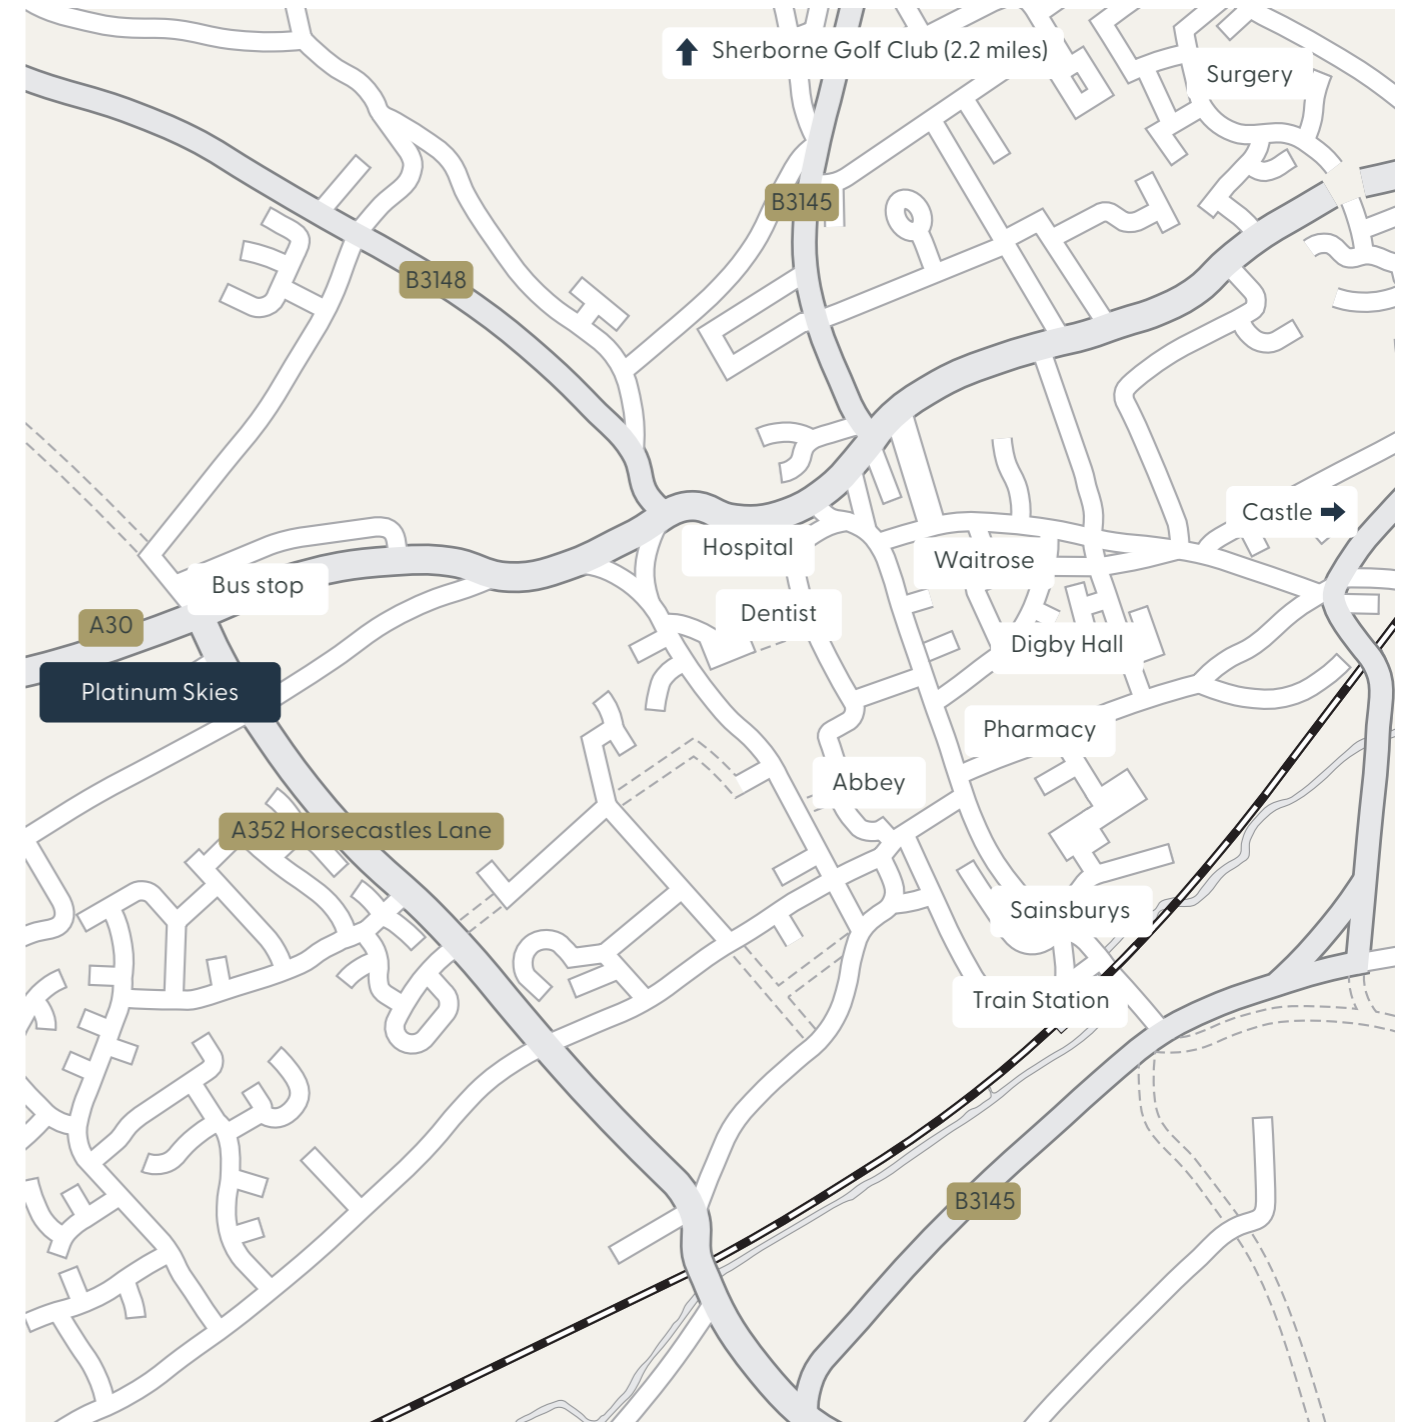 Sherborne Golf Club (2.2 miles)
Surgery
B3145
B3148
Castle
Hospital
Waitrose
Bus stop
Dentist
A30
Digby Hall
Platinum Skies
Pharmacy
Abbey
A352 Horsecastles Lane
Sainsburys
Train Station
B3145